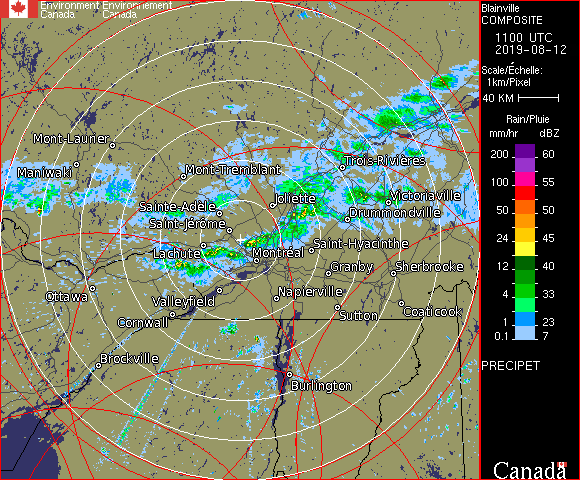 Environment Environnement
Canada Canada
Blainville
COMPOSITE
1100 UTC
2019-08-12
Scale/Échelle:
1km/Pixel
40 KM
Rain/Pluie
mm/hr dBZ
200 60
150 57
100 55
50 50
24 45
12 40
4 33
1 23
0.1 7
PRECIPET
Mont-Laurier
Maniwaki
Mont-Tremblant
Trois-Rivières
Sainte-Adèle
Joliette
Victoriaville
Drummondville
Saint-Jérôme
Lachute
Montréal
Saint-Hyacinthe
Granby
Sherbrooke
Ottawa
Valleyfield
Napierville
Cornwall
Sutton
Coaticook
Brockville
Burlington
Canada